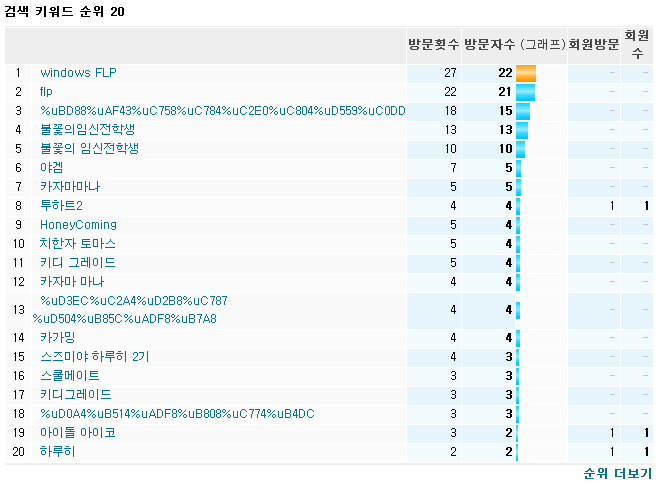 검색 키워드 순위 20
방문횟수 방문자수 (그래프) 회원방문 회원수
1 windows FLP 27 22 - -
2 flp 22 21 - -
3 %uBD88%uAF43%uC758%uC784%uC2E0%uC804%uD559%uC0DD 18 15 - -
4 불꽃의임신전학생 13 13 - -
5 불꽃의 임신전학생 10 10 - -
6 야겜 7 5 - -
7 카자마마나 5 5 - -
8 투하트2 4 4 1 1
9 HoneyComing 5 4 - -
10 치한자 토마스 5 4 - -
11 키디 그레이드 5 4 - -
12 카자마 마나 4 4 - -
13 %uD3EC%uC2A4%uD2B8%uC787
%uD504%uB85C%uADF8%uB7A8 4 4 - -
14 카가밍 4 4 - -
15 스즈미야 하루히 2기 4 3 - -
16 스쿨메이트 3 3 - -
17 키디그레이드 3 3 - -
18 %uD0A4%uB514%uADF8%uB808%uC774%uB4DC 3 3 - -
19 아이돌 아이코 3 2 1 1
20 하루히 2 2 1 1
순위 더보기